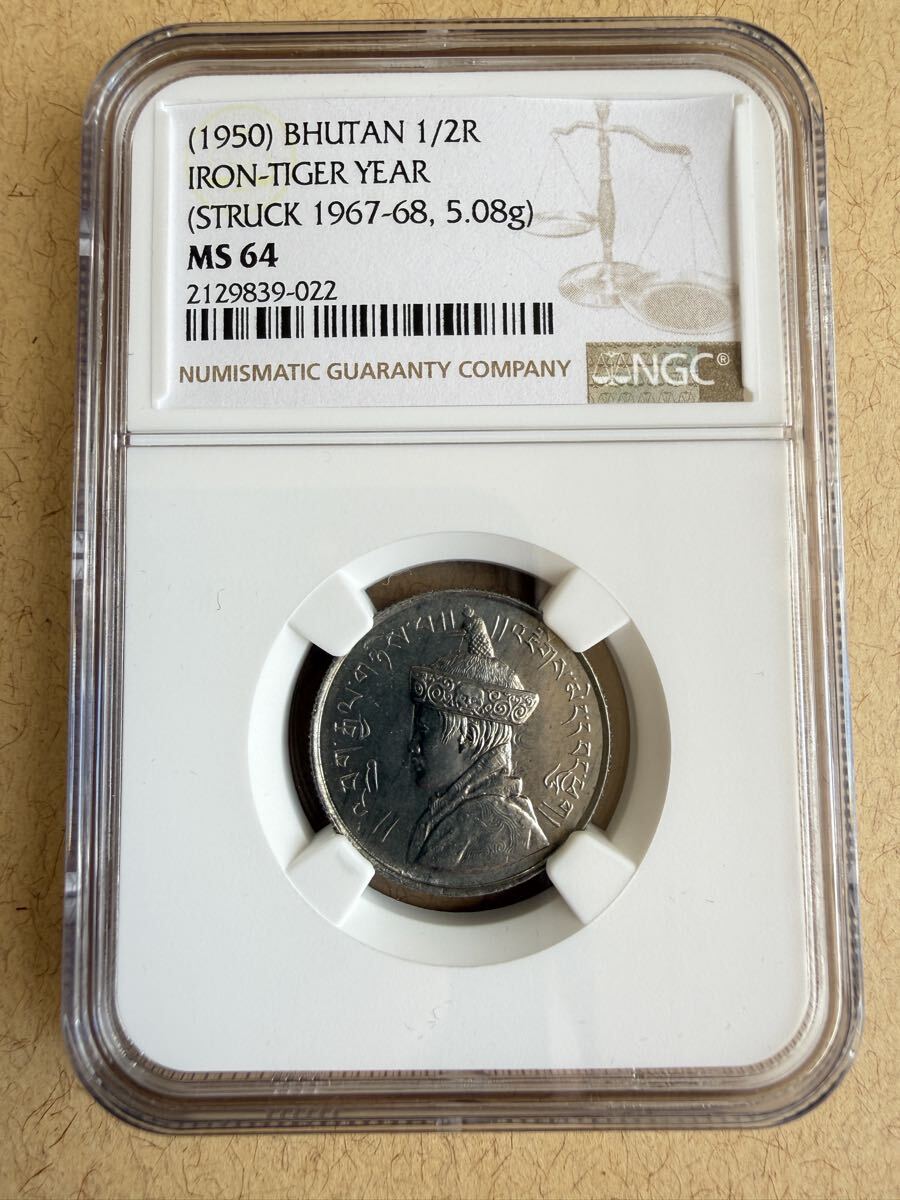 (1950) BHUTAN 1/2R
IRON-TIGER YEAR
(STRUCK 1967-68, 5.08g)
MS 64
2129839-022
NUMISMATIC GUARANTY COMPANY
NGC®